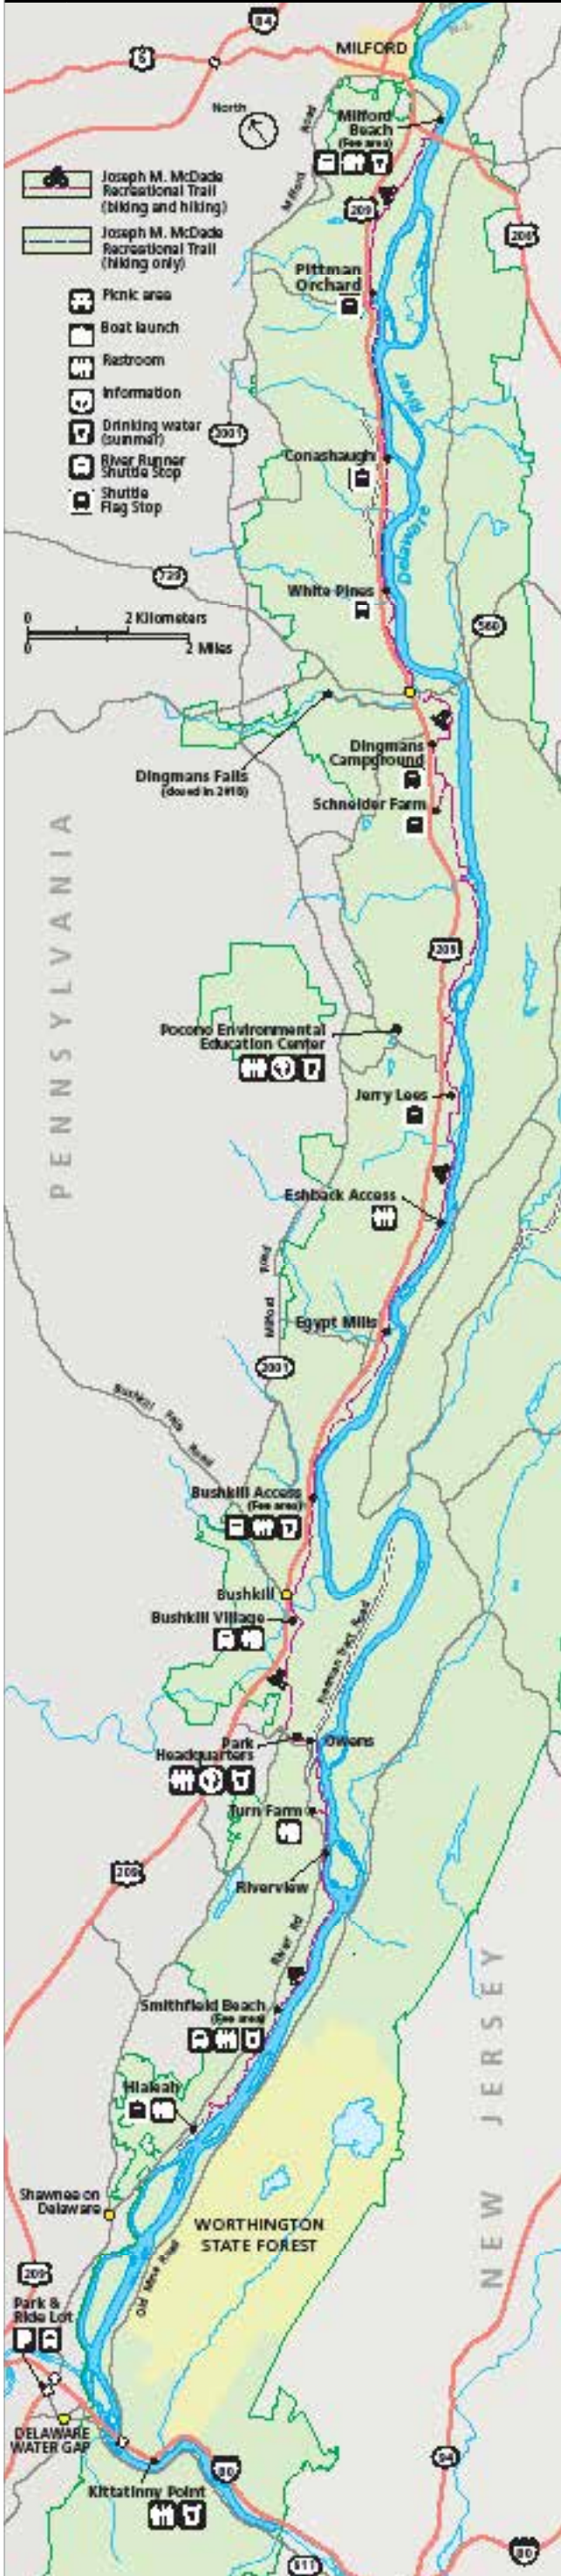 84
6
MILFORD
N.J.
North
Milford
Beach
(Fee area)
Road
Milford
Joseph M. McDade
Recreational Trail
(biking and hiking)
209
206
Joseph M. McDade
Recreational Trail
(hiking only)
Pittman
Orchard
Picnic area
Boat launch
Restroom
Information
Drinking water
(summer)
River Runner
Shuttle Stop
Shuttle
Flag Stop
River
2001
Conashaugh
Delaware
739
White Pines
0 2 Kilometers
0 2 Miles
560
Dingmans
Campground
Dingmans Falls
(closed in 2018)
Schneider Farm
PENNSYLVANIA
209
Pocono Environmental
Education Center
Jerry Lees
Eshback Access
Road
Milford
Egypt Mills
2001
Bushkill Falls Road
Bushkill Access
(Fee area)
Bushkill
Bushkill Village
Freeman Tract Road
Park
Headquarters
Owens
Turn Farm
209
Riverview
River Rd
Smithfield Beach
(Fee area)
NEW JERSEY
Hialeah
Shawnee on
Delaware
WORTHINGTON
STATE FOREST
Old Mine Road
209
Park &
Ride Lot
DELAWARE
WATER GAP
94
80
Kittatinny Point
80
611